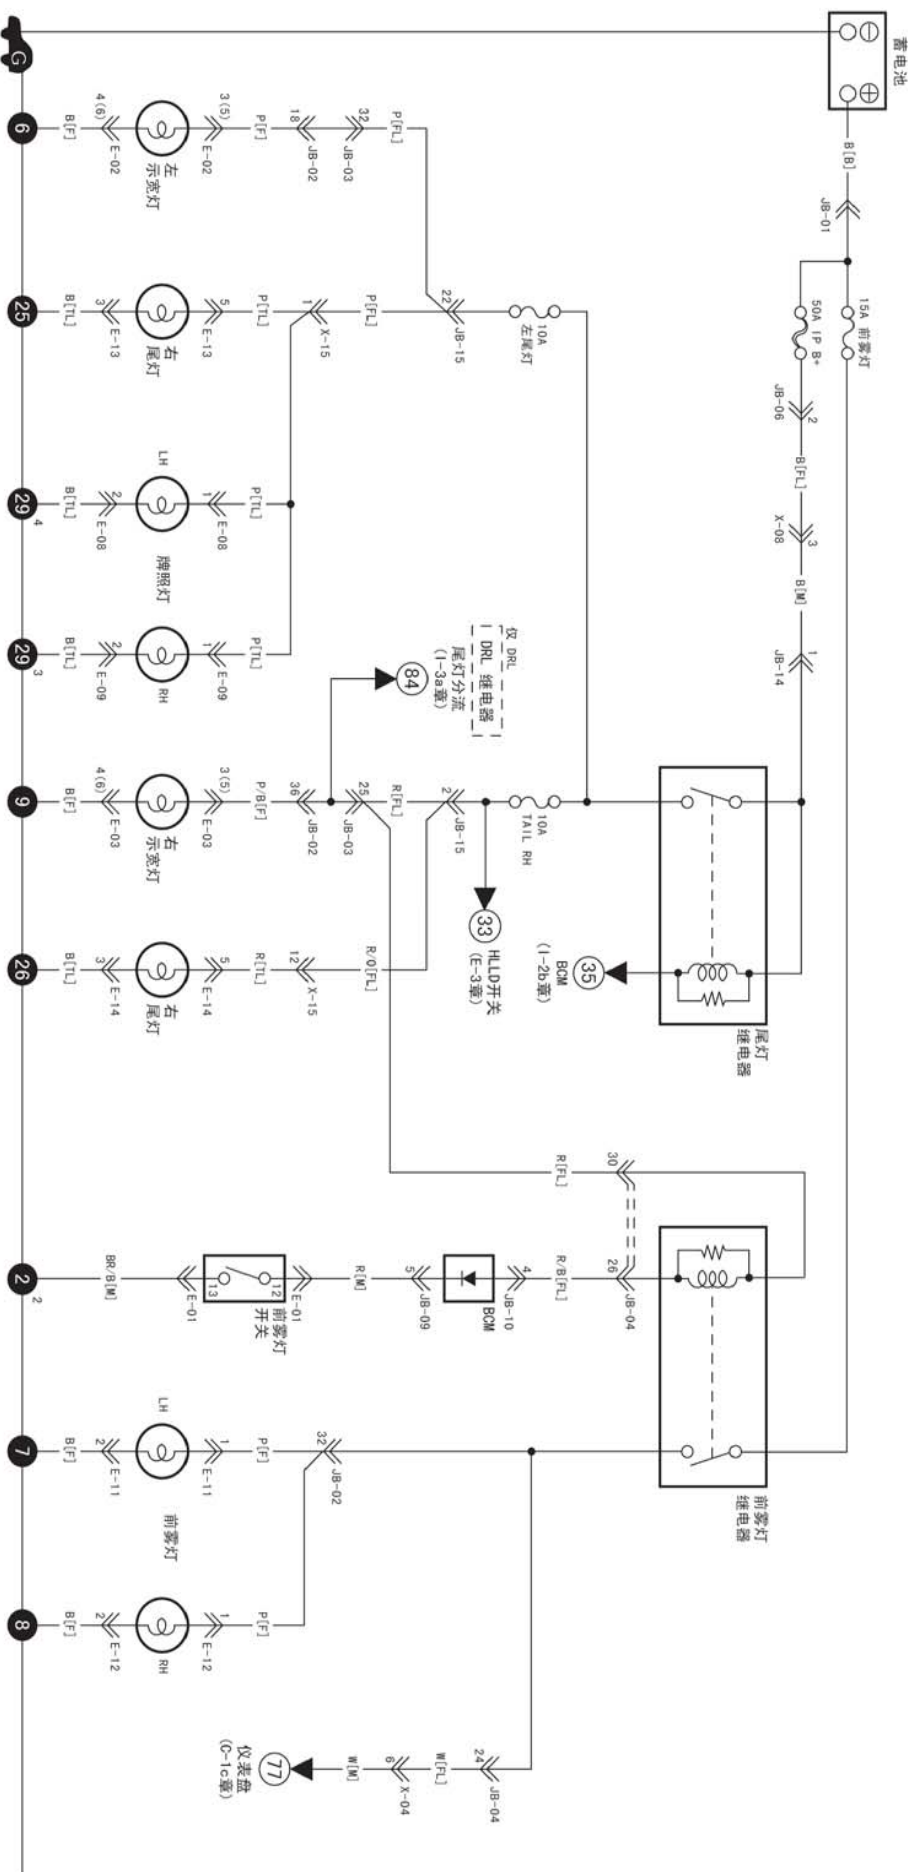 蓄电池
B[B]
JB-01
15A 前雾灯
50A IP B+
2
JB-06
B[FL]
3
X-08
B[M]
1
JB-14
尾灯
继电器
前雾灯
继电器
35
BCM
(I-2b章)
10A
左尾灯
22
JB-15
10A
TAIL RH
33
HLLD开关
(E-3章)
2
JB-15
仅 DRL
DRL 继电器
尾灯分流
(I-3a章)
84
P[FL]
32
JB-03
18
JB-02
P[F]
3(5)
E-02
左
示宽灯
4(6)
E-02
B[F]
6
G
P[FL]
1
X-15
P[TL]
5
E-13
右
尾灯
3
E-13
B[TL]
25
P[TL]
1
E-08
LH
牌照灯
2
E-08
B[TL]
29
4
P[TL]
1
E-09
RH
2
E-09
B[TL]
29
3
R[FL]
25
JB-03
36
JB-02
P/B[F]
3(5)
E-03
右
示宽灯
4(6)
E-03
B[F]
9
R/O[FL]
12
X-15
R[TL]
5
E-14
右
尾灯
3
E-14
B[TL]
26
30
R[FL]
26
JB-04
R/B[FL]
4
JB-10
BCM
5
JB-09
R[M]
E-01
12
13
前雾灯
开关
E-01
BR/B[M]
2
2
32
JB-02
P[F]
1
E-11
LH
前雾灯
2
E-11
B[F]
7
P[F]
1
E-12
RH
2
E-12
B[F]
8
24
JB-04
W[FL]
6
X-04
W[M]
77
仪表盘
(C-1c章)